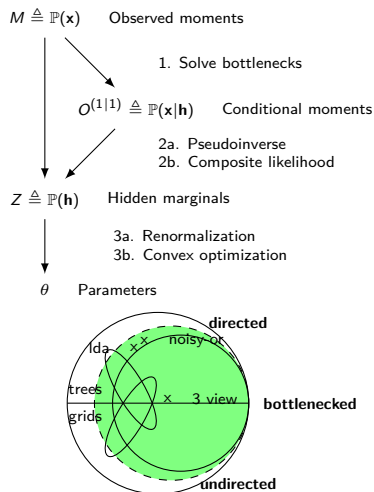 M ≜ ℙ(x) Observed moments
1. Solve bottlenecks
O^(1|1) ≜ ℙ(x|h) Conditional moments
2a. Pseudoinverse
2b. Composite likelihood
Z ≜ ℙ(h) Hidden marginals
3a. Renormalization
3b. Convex optimization
θ Parameters
directed
x x noisy-or
lda
trees
x 3 view
bottlenecked
grids
undirected